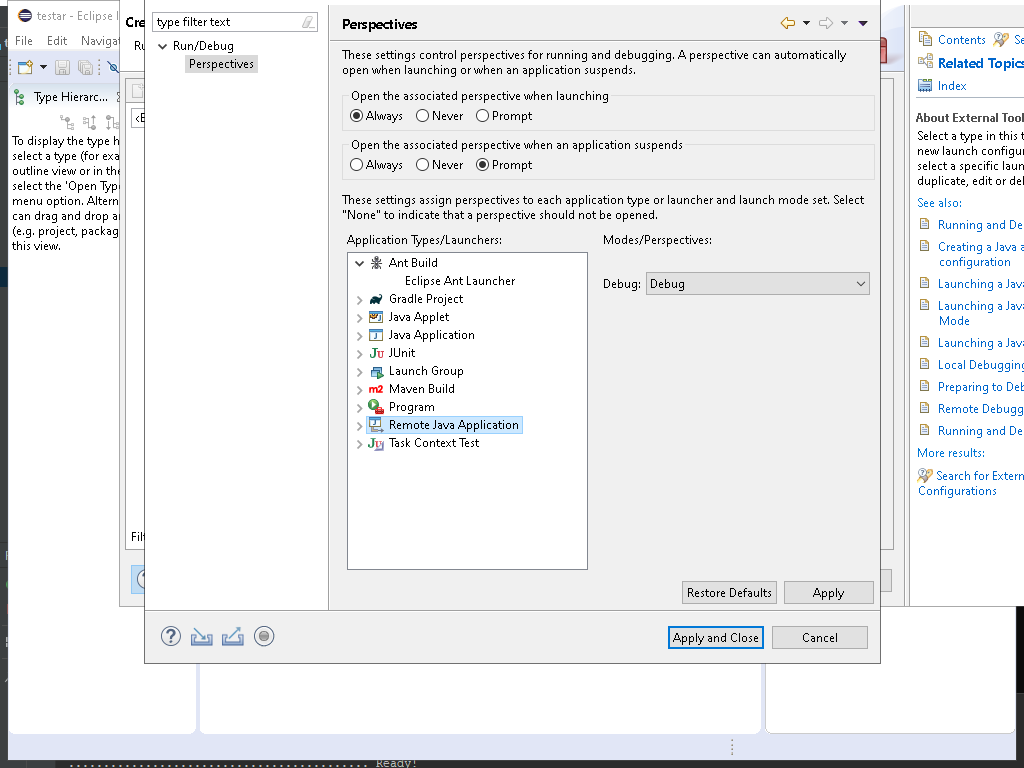 testar - Eclipse I
File Edit Navigat
Type Hierarc...
To display the type h
select a type (for exa
outline view or in the
select the 'Open Type
menu option. Altern
can drag and drop a
(e.g. project, packag
this view.
Cre
type filter text
Run/Debug
Perspectives
Perspectives
These settings control perspectives for running and debugging. A perspective can automatically
open when launching or when an application suspends.
Open the associated perspective when launching
Always Never Prompt
Open the associated perspective when an application suspends
Always Never Prompt
These settings assign perspectives to each application type or launcher and launch mode set. Select
"None" to indicate that a perspective should not be opened.
Application Types/Launchers:
Modes/Perspectives:
Ant Build
Eclipse Ant Launcher
Gradle Project
Java Applet
Java Application
JUnit
Launch Group
Maven Build
Program
Remote Java Application
Task Context Test
Debug: Debug
Restore Defaults
Apply
Apply and Close
Cancel
Contents Se
Related Topics
Index
About External Tool
Select a type in this t
new launch configur
select a specific laun
duplicate, edit or del
See also:
Running and De
Creating a Java a
configuration
Launching a Java
Launching a Java
Mode
Launching a Java
Local Debugging
Preparing to Deb
Remote Debugg
Running and De
More results:
Search for Extern
Configurations
Ready!